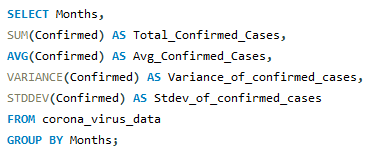 SELECT Months,
SUM(Confirmed) AS Total_Confirmed_Cases,
AVG(Confirmed) AS Avg_Confirmed_Cases,
VARIANCE(Confirmed) AS Variance_of_confirmed_cases,
STDDEV(Confirmed) AS Stdev_of_confirmed_cases
FROM corona_virus_data
GROUP BY Months;